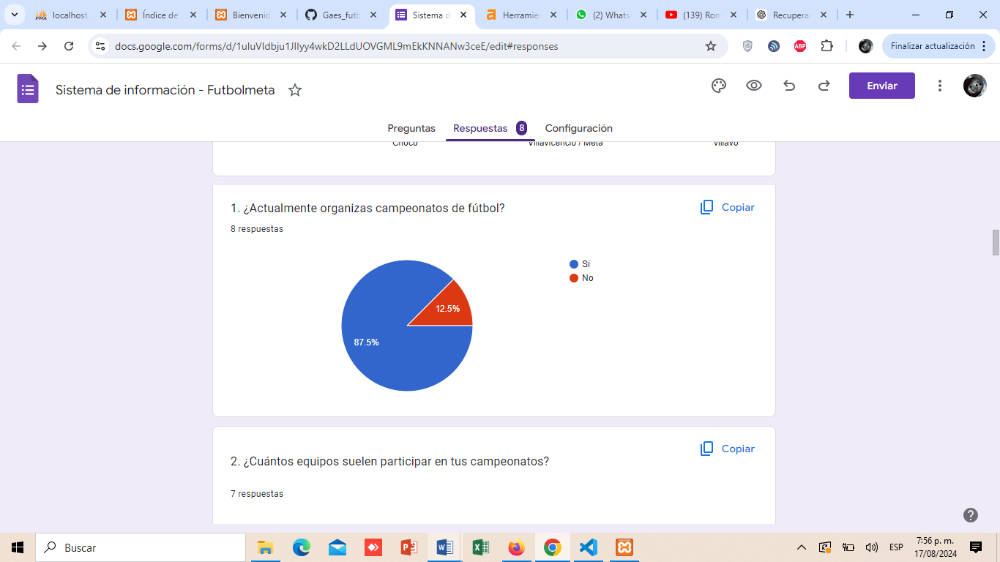 localhost
Índice de
Bienvenid
Gaes_futb
Sistema d
Herramie
(2) Whats
(139) Rom
Recupera
docs.google.com/forms/d/1uluVldbju1JIlyy4wkD2LLdUOVGML9mEkKNNANw3ceE/edit#responses
ABP
Finalizar actualización
Sistema de información - Futbolmeta
Enviar
Preguntas Respuestas 8 Configuración
Choco Villavicencio / Meta Villavo
1. ¿Actualmente organizas campeonatos de fútbol?
Copiar
8 respuestas
Si
No
12.5%
87.5%
Copiar
2. ¿Cuántos equipos suelen participar en tus campeonatos?
7 respuestas
Buscar
ESP
7:56 p. m.
17/08/2024